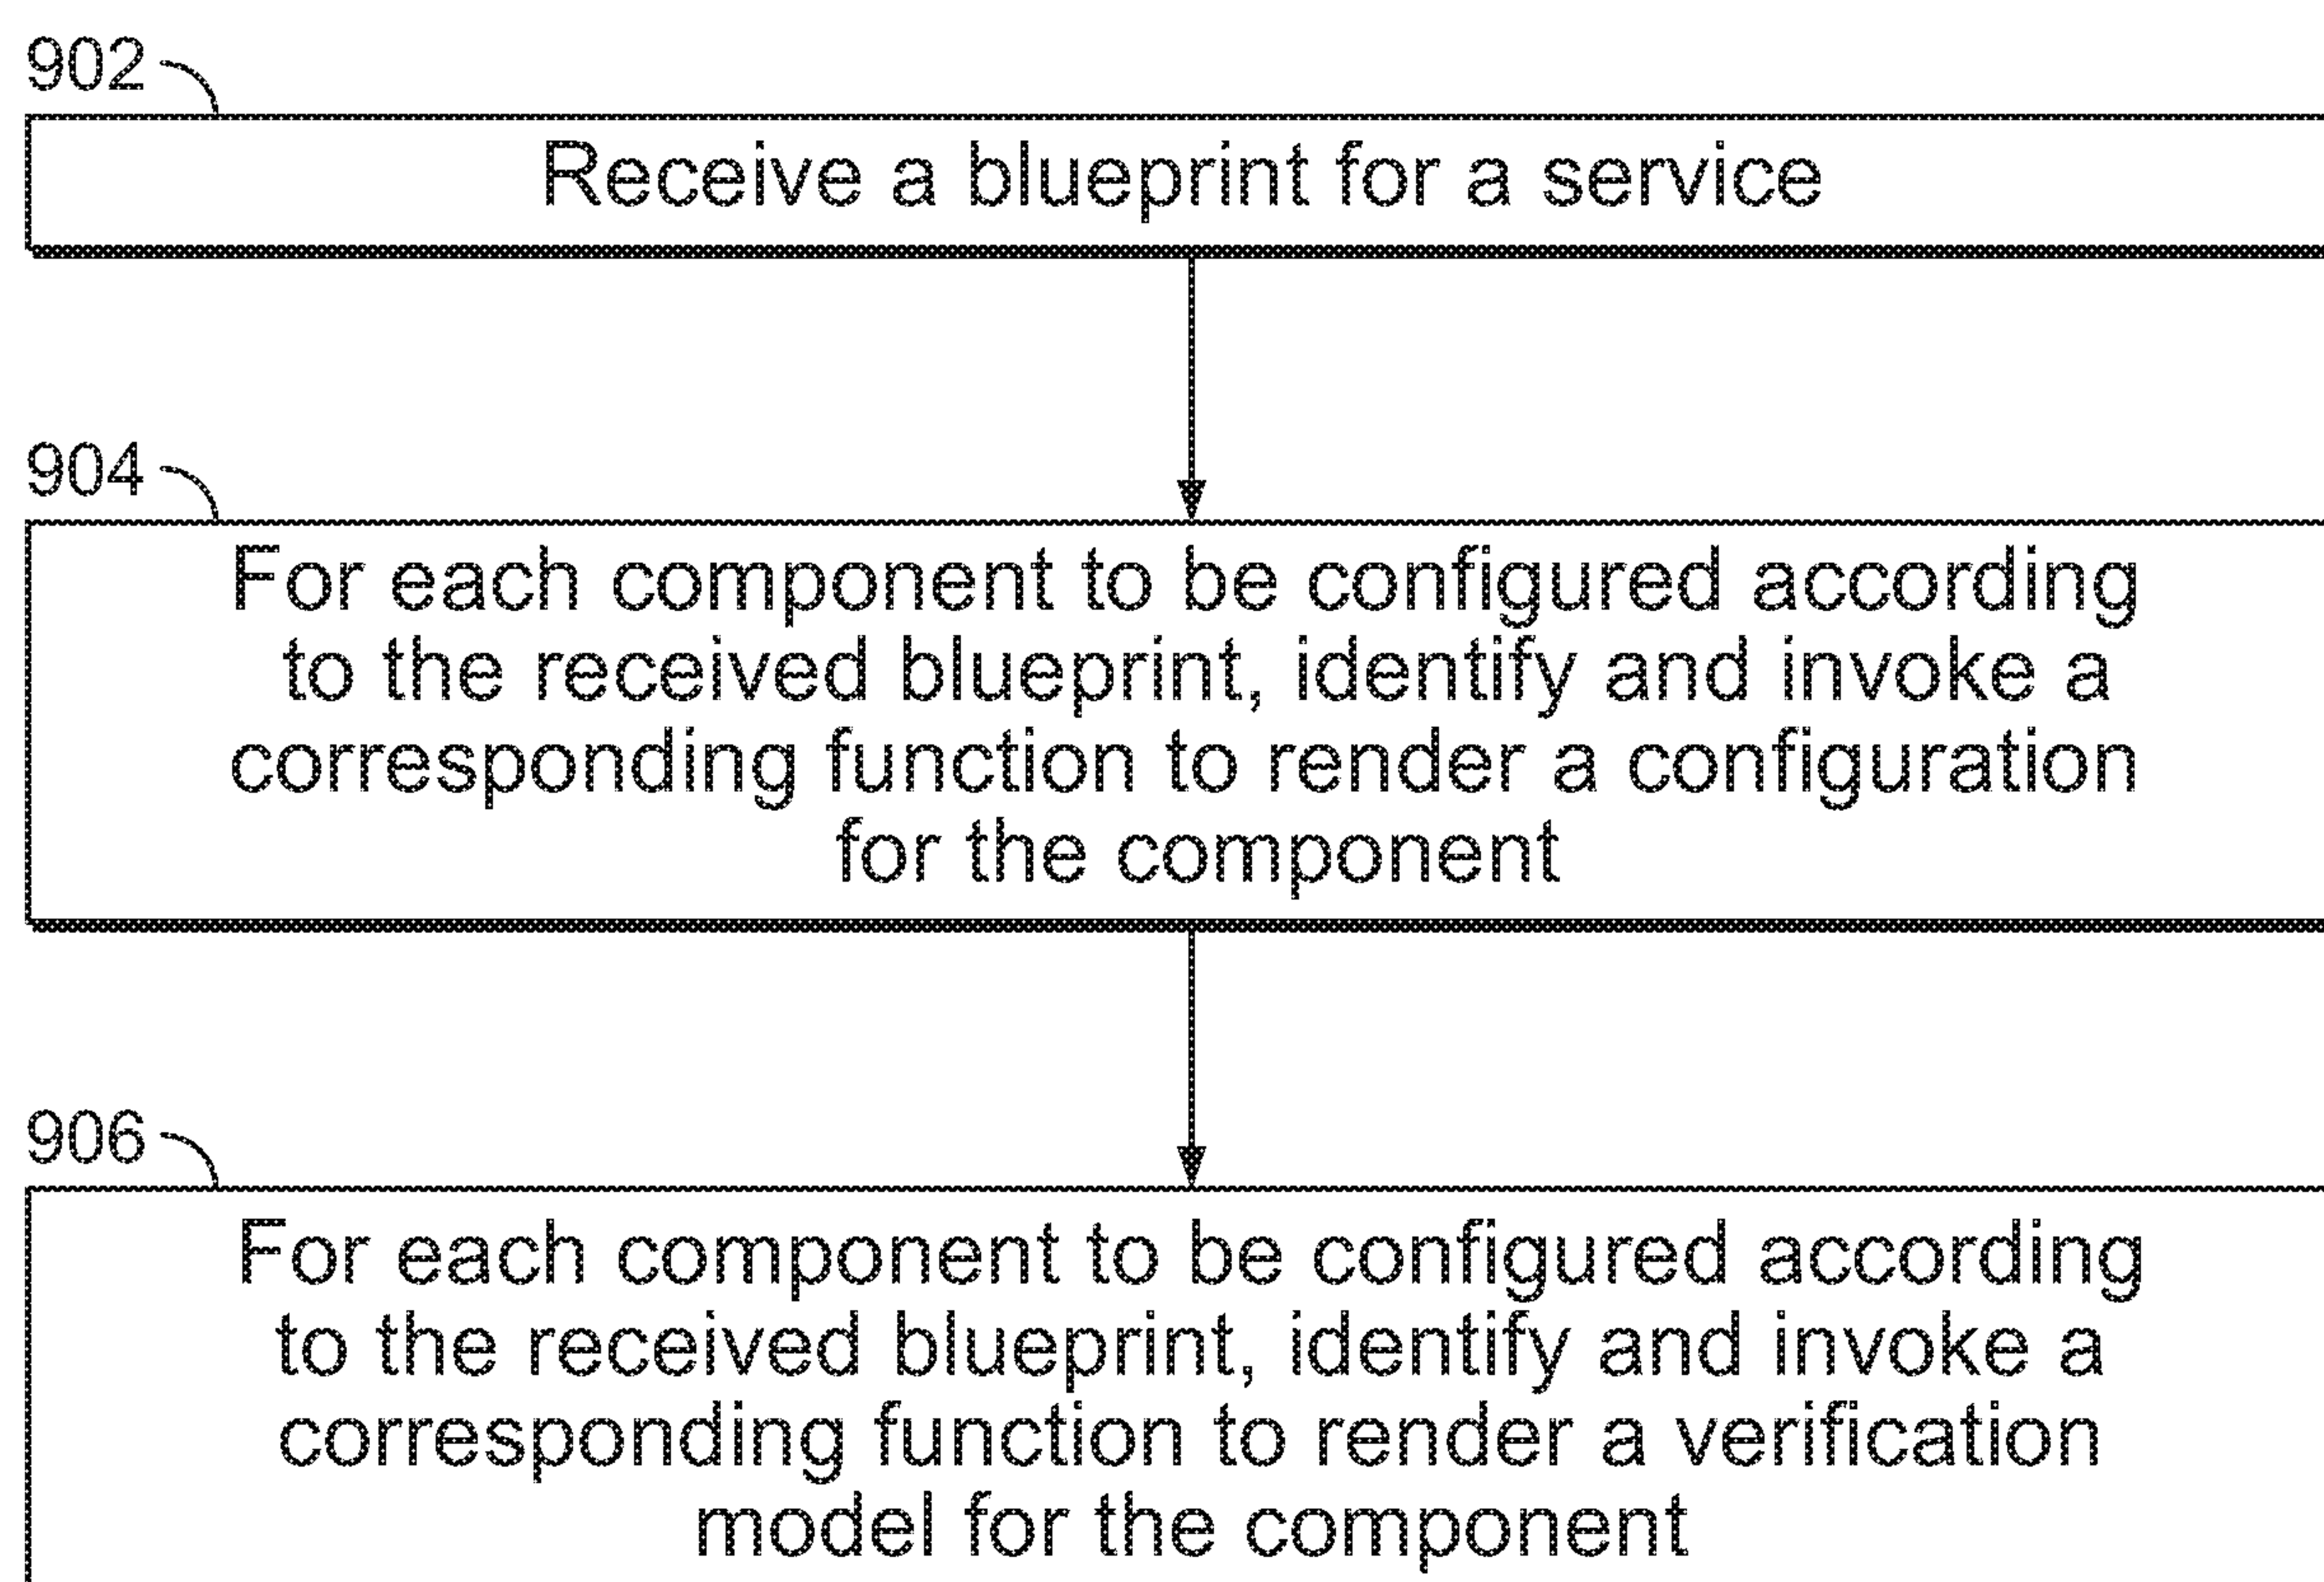 902
Receive a blueprint for a service
904
For each component to be configured according
to the received blueprint, identify and invoke a
corresponding function to render a configuration
for the component
906
For each component to be configured according
to the received blueprint, identify and invoke a
corresponding function to render a verification
model for the component